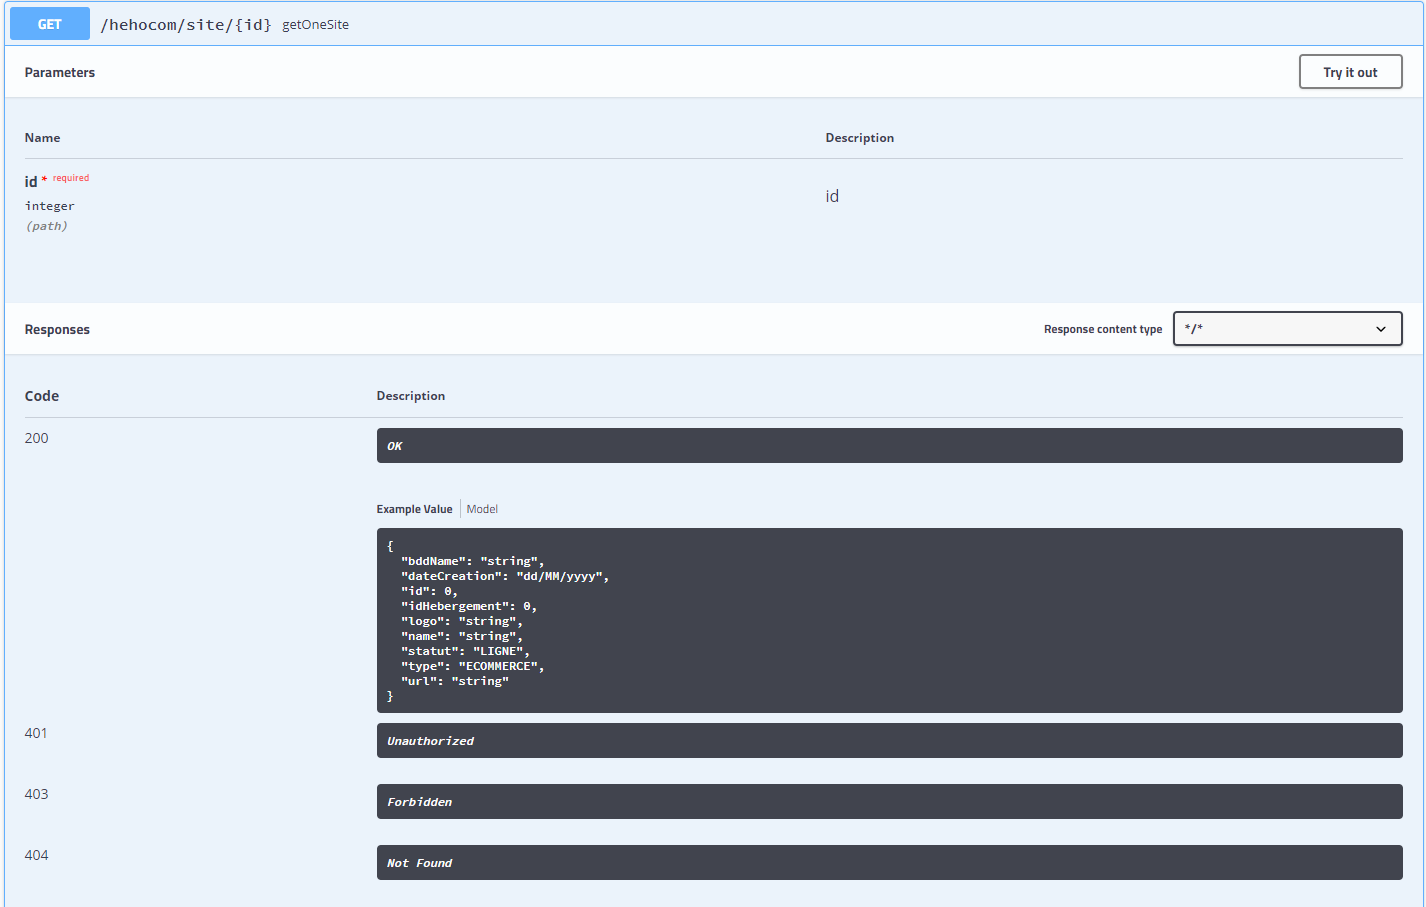 GET /hehocom/site/{id} getOneSite
Parameters
Try it out
Name Description
id * required
integer
(path)
id
Responses
Response content type */*
Code Description
200
OK
Example Value Model
{
"bddName": "string",
"dateCreation": "dd/MM/yyyy",
"id": 0,
"idHebergement": 0,
"logo": "string",
"name": "string",
"statut": "LIGNE",
"type": "ECOMMERCE",
"url": "string"
}
401
Unauthorized
403
Forbidden
404
Not Found